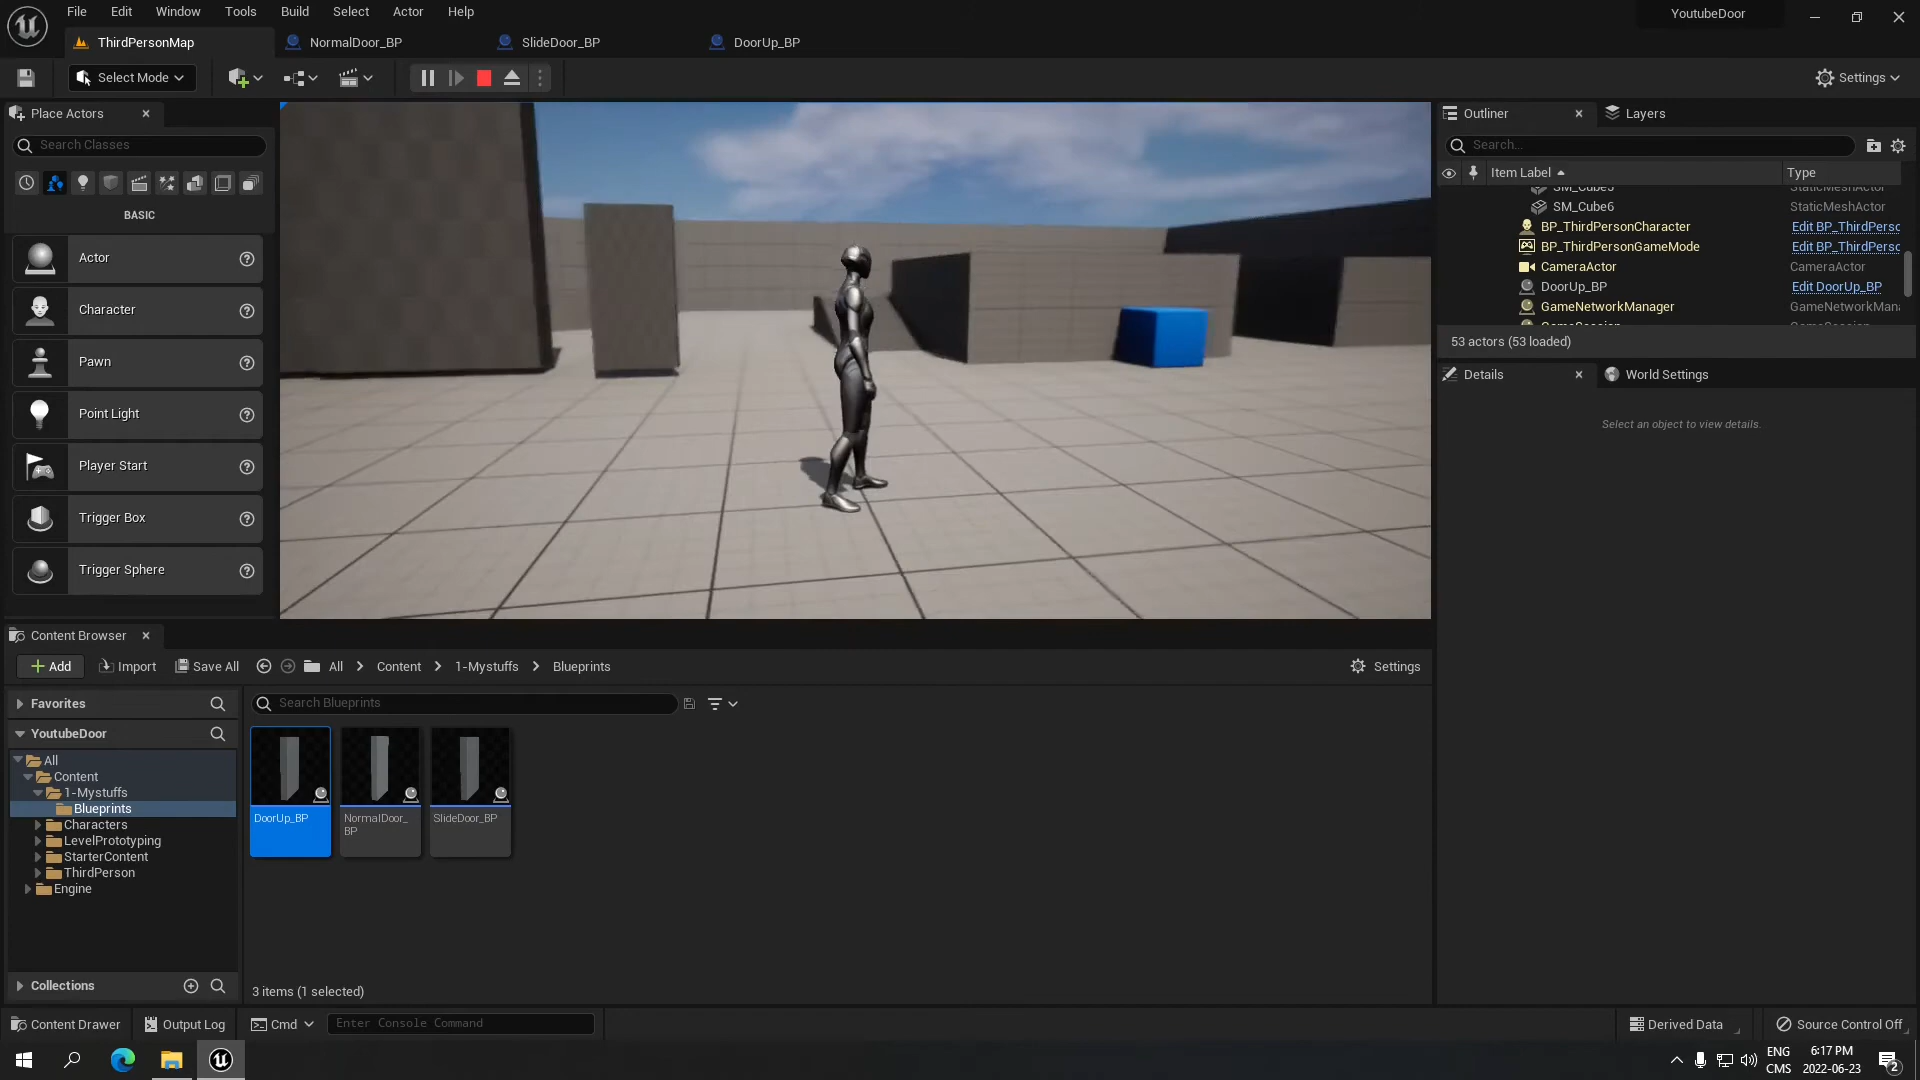 File Edit Window Tools Build Select Actor Help
YoutubeDoor
ThirdPersonMap
NormalDoor_BP
SlideDoor_BP
DoorUp_BP
Select Mode
Settings
Place Actors
Search Classes
BASIC
Actor
Character
Pawn
Point Light
Player Start
Trigger Box
Trigger Sphere
Outliner
Layers
Search...
Item Label
Type
SM_Cube6 StaticMeshActor
BP_ThirdPersonCharacter Edit BP_ThirdPersc
BP_ThirdPersonGameMode Edit BP_ThirdPersc
CameraActor CameraActor
DoorUp_BP Edit DoorUp_BP
GameNetworkManager GameNetworkMan
53 actors (53 loaded)
Details
World Settings
Select an object to view details.
Content Browser
Add Import Save All All Content 1-Mystuffs Blueprints
Settings
Favorites
Search Blueprints
YoutubeDoor
All
Content
1-Mystuffs
Blueprints
Characters
LevelPrototyping
StarterContent
ThirdPerson
Engine
DoorUp_BP
NormalDoor_
BP
SlideDoor_BP
Collections
3 items (1 selected)
Content Drawer Output Log Cmd Enter Console Command
Derived Data Source Control Off
ENG
CMS
6:17 PM
2022-06-23
2